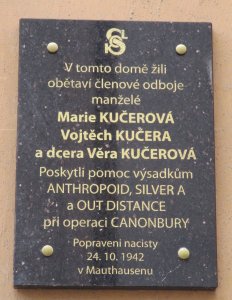 V tomto domě žili
obětaví členové odboje
manželé
Marie KUČEROVÁ
Vojtěch KUČERA
a dcera Věra KUČEROVÁ
Poskytli pomoc výsadkům
ANTHROPOID, SILVER A
a OUT DISTANCE
při operaci CANONBURY
Popraveni nacisty
24. 10. 1942
v Mauthausenu